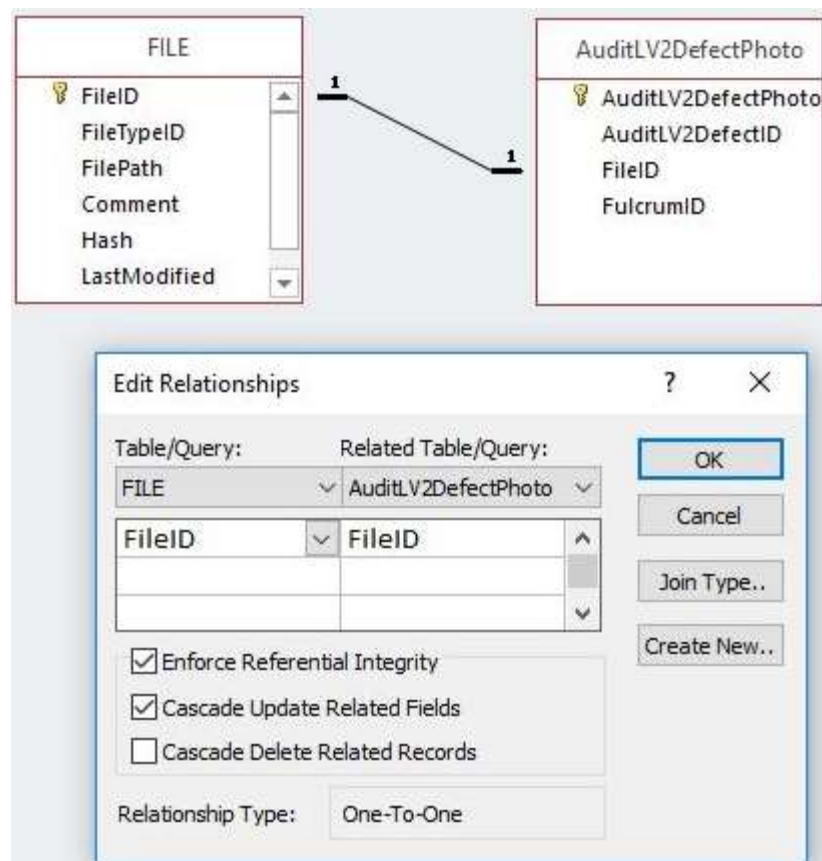 FILE
FileID
FileTypeID
FilePath
Comment
Hash
LastModified
1
1
AuditLV2DefectPhoto
AuditLV2DefectPhoto
AuditLV2DefectID
FileID
FulcrumID
Edit Relationships
? X
Table/Query: Related Table/Query:
FILE AuditLV2DefectPhoto
FileID FileID
Enforce Referential Integrity
Cascade Update Related Fields
Cascade Delete Related Records
Relationship Type: One-To-One
OK
Cancel
Join Type..
Create New..